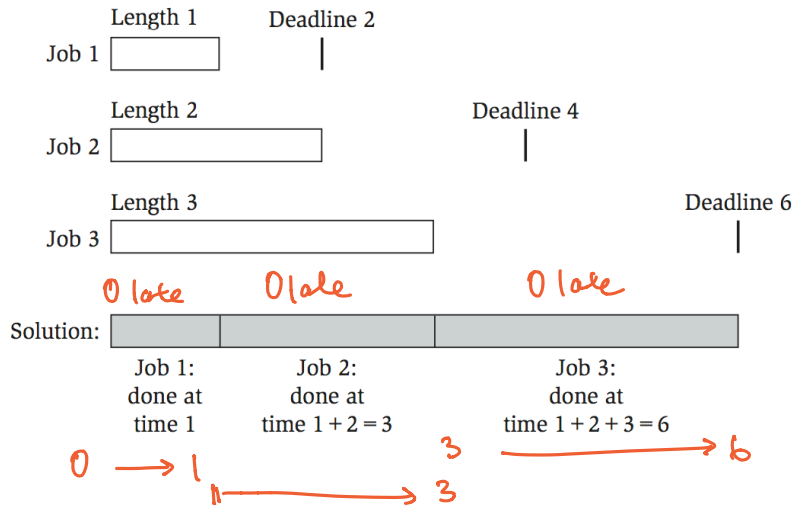 Length 1
Deadline 2
Job 1
Length 2
Deadline 4
Job 2
Length 3
Deadline 6
Job 3
0 late
0 late
0 late
Solution:
Job 1:
done at
time 1
Job 2:
done at
time 1 + 2 = 3
Job 3:
done at
time 1 + 2 + 3 = 6
0 → 1
1 → 3
3 → 6